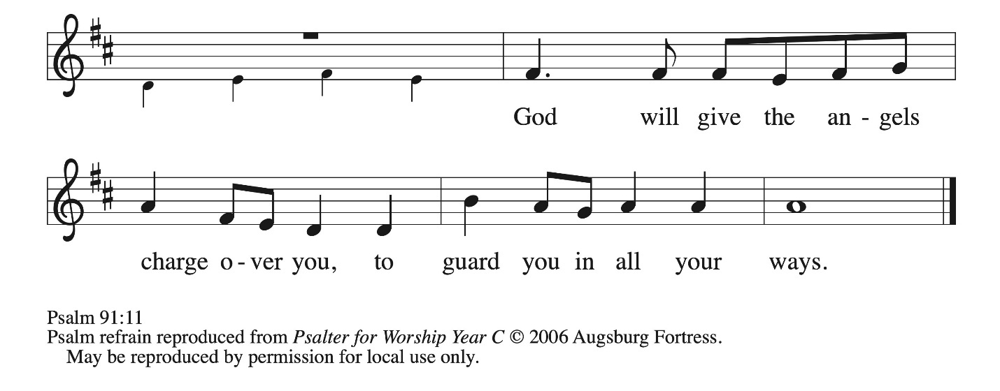 God will give the an - gels
charge o - ver you, to guard you in all your ways.
Psalm 91:11
Psalm refrain reproduced from Psalter for Worship Year C © 2006 Augsburg Fortress.
May be reproduced by permission for local use only.